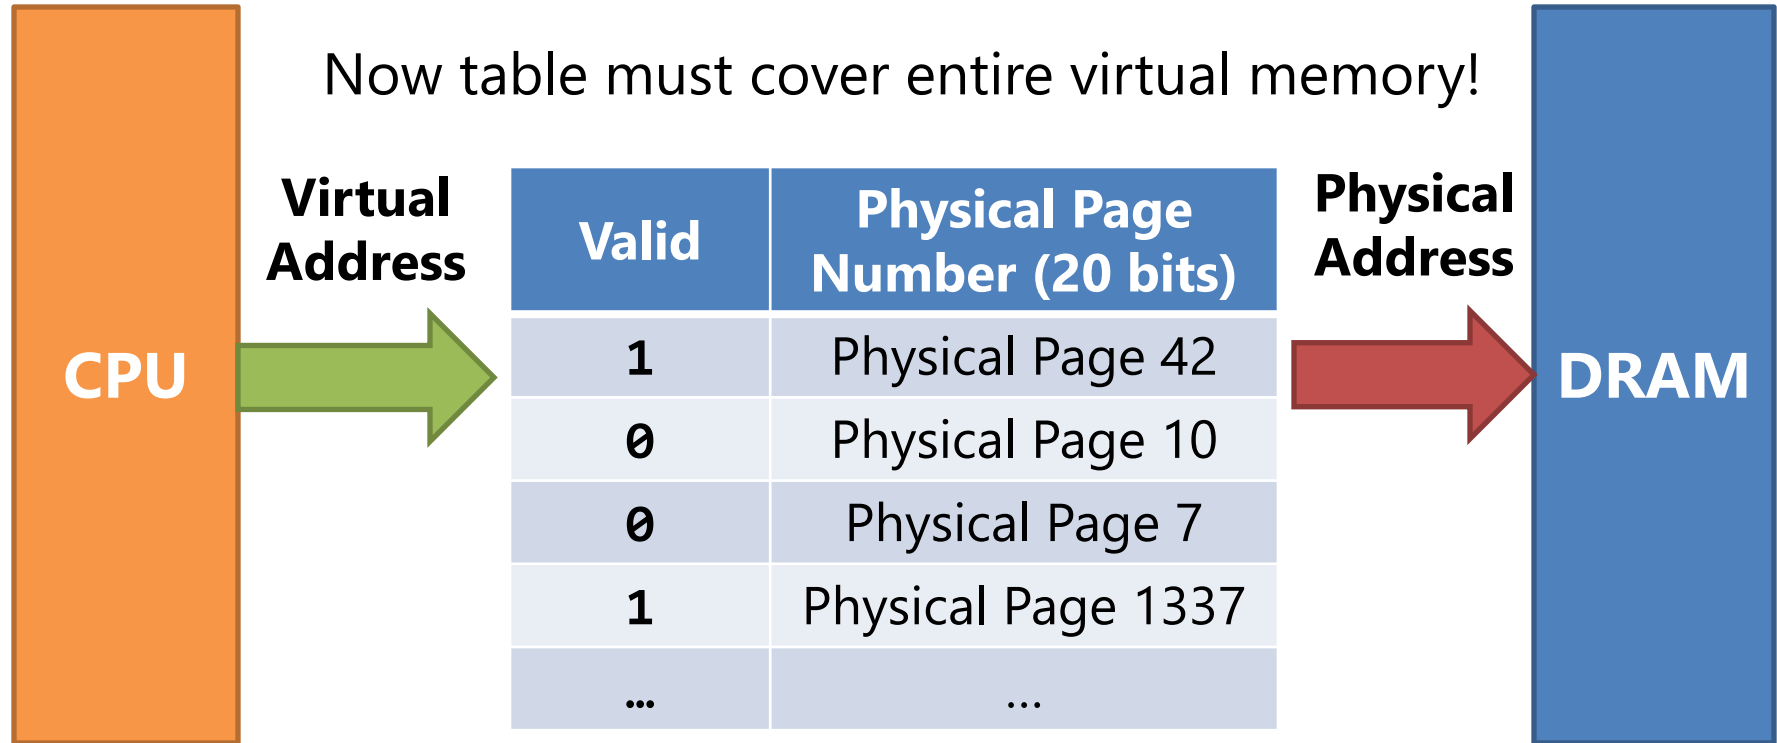 Now table must cover entire virtual memory!
CPU
Virtual
Address
Valid
Physical Page
Number (20 bits)
1
Physical Page 42
0
Physical Page 10
0
Physical Page 7
1
Physical Page 1337
…
…
Physical
Address
DRAM